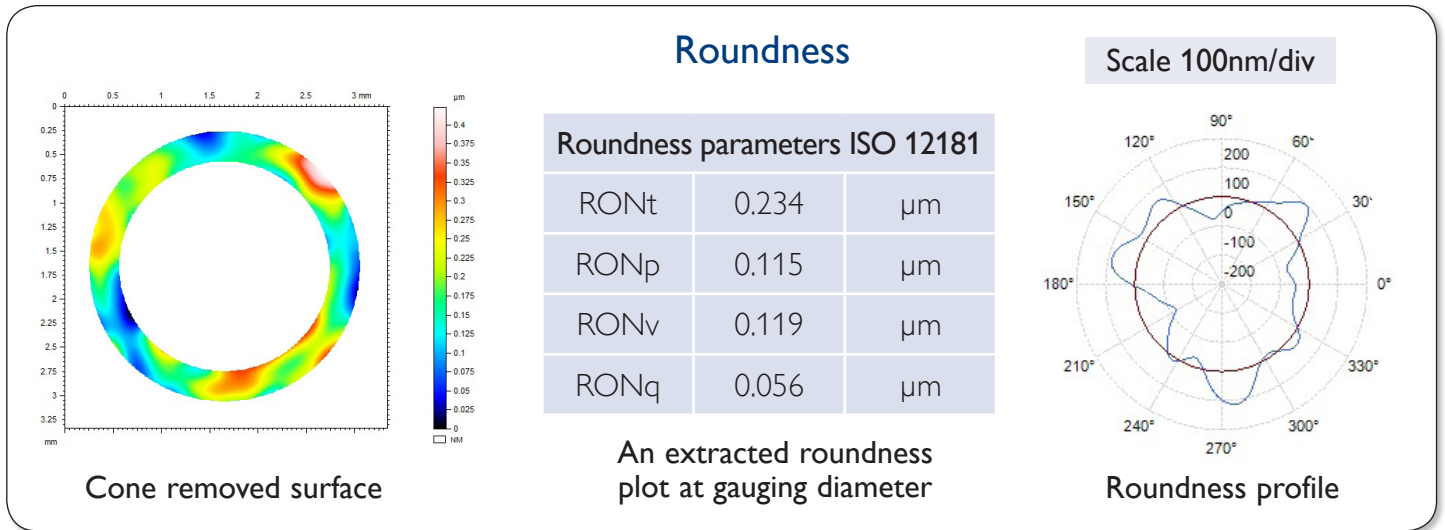 Roundness
Scale 100nm/div
0 0.5 1 1.5 2 2.5 3 mm
0
0.25
0.5
0.75
1
1.25
1.5
1.75
2
2.25
2.5
2.75
3
3.25
mm
µm
0.4
0.375
0.35
0.325
0.3
0.275
0.25
0.225
0.2
0.175
0.15
0.125
0.1
0.075
0.05
0.025
0
NM
Cone removed surface
Roundness parameters ISO 12181
RONt 0.234 µm
RONp 0.115 µm
RONv 0.119 µm
RONq 0.056 µm
An extracted roundness
plot at gauging diameter
90°
120° 60°
200
150° 100 30°
0
-100
180° -200 0°
210° 330°
240° 300°
270°
Roundness profile